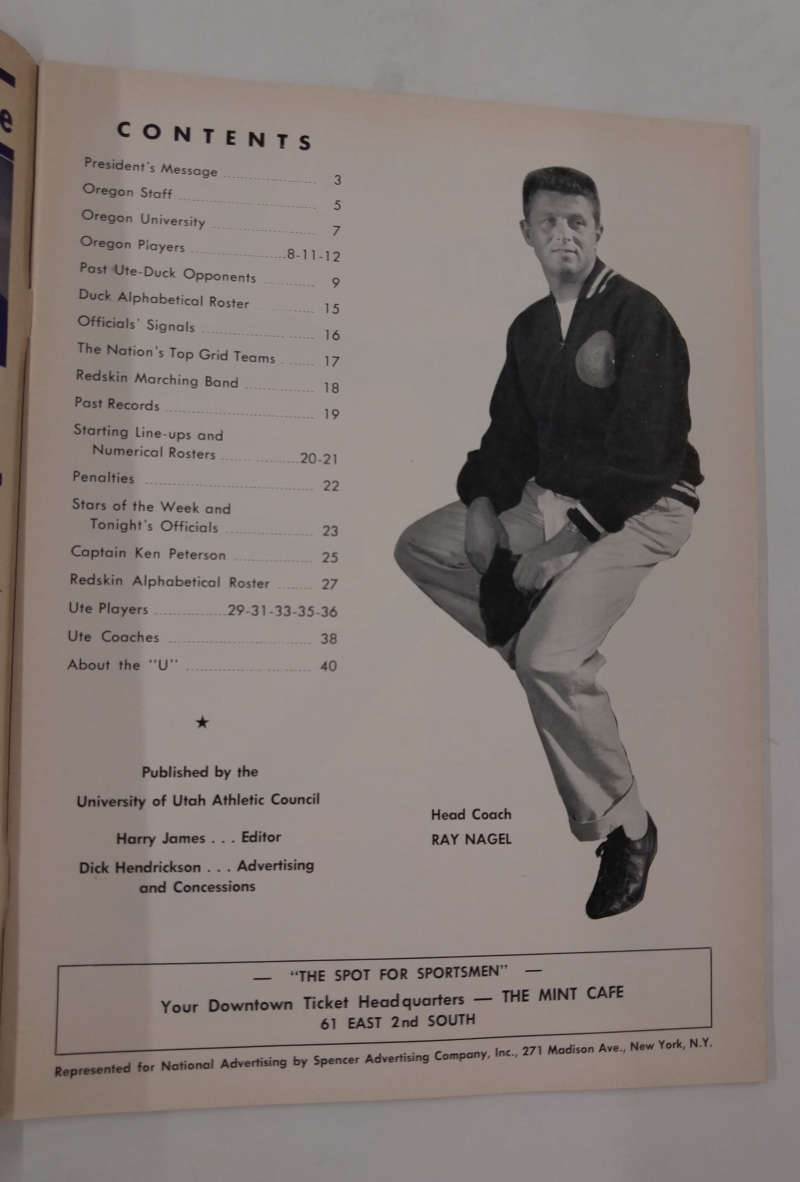 e
CONTENTS
President's Message 3
Oregon Staff 5
Oregon University 7
Oregon Players 8-11-12
Past Ute-Duck Opponents 9
Duck Alphabetical Roster 15
Officials' Signals 16
The Nation's Top Grid Teams 17
Redskin Marching Band 18
Past Records 19
Starting Line-ups and
Numerical Rosters 20-21
Penalties 22
Stars of the Week and
Tonight's Officials 23
Captain Ken Peterson 25
Redskin Alphabetical Roster 27
Ute Players 29-31-33-35-36
Ute Coaches 38
About the "U" 40
Published by the
University of Utah Athletic Council
Harry James . . . Editor
Dick Hendrickson . . . Advertising
and Concessions
Head Coach
RAY NAGEL
— "THE SPOT FOR SPORTSMEN" —
Your Downtown Ticket Headquarters — THE MINT CAFE
61 EAST 2nd SOUTH
Represented for National Advertising by Spencer Advertising Company, Inc., 271 Madison Ave., New York, N.Y.